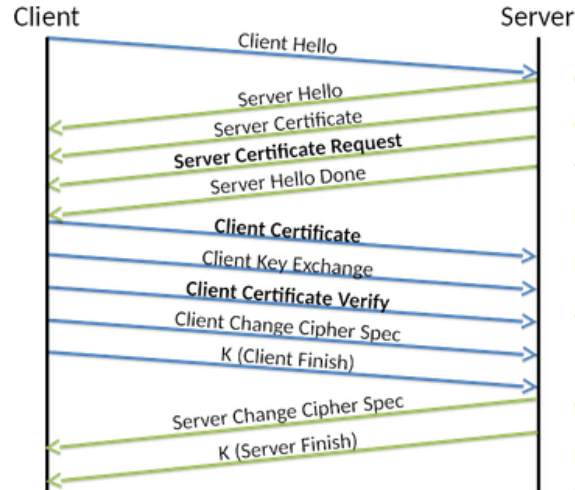 Client
Server
Client Hello
Server Hello
Server Certificate
Server Certificate Request
Server Hello Done
Client Certificate
Client Key Exchange
Client Certificate Verify
Client Change Cipher Spec
K (Client Finish)
Server Change Cipher Spec
K (Server Finish)